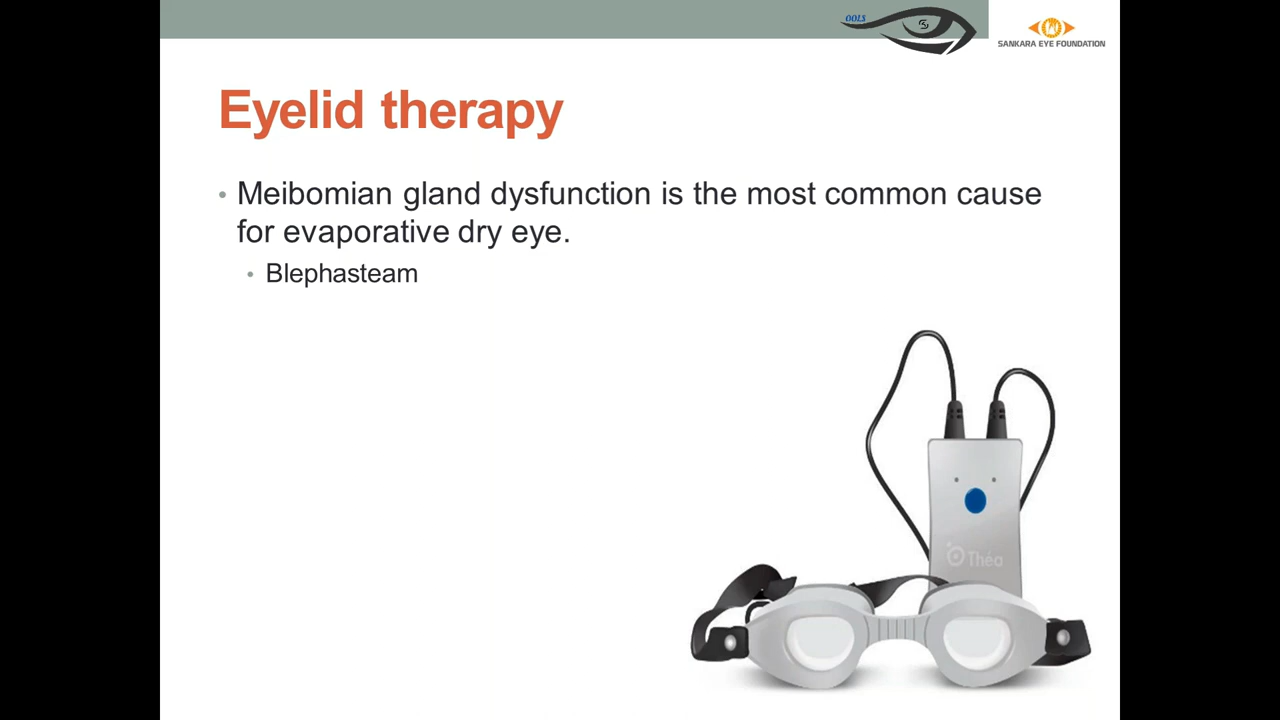 OOLS
SANKARA EYE FOUNDATION
Eyelid therapy
• Meibomian gland dysfunction is the most common cause
for evaporative dry eye.
• Blephasteam
Théa